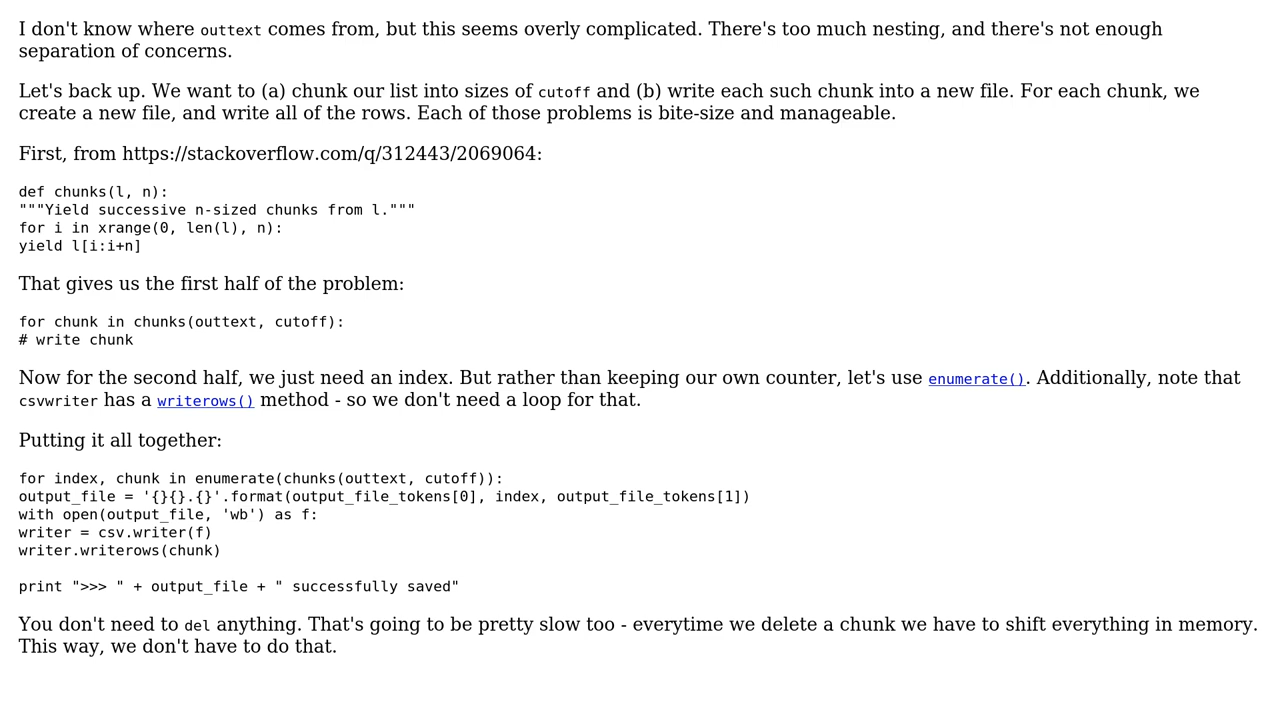 I don't know where outtext comes from, but this seems overly complicated. There's too much nesting, and there's not enough
separation of concerns.
Let's back up. We want to (a) chunk our list into sizes of cutoff and (b) write each such chunk into a new file. For each chunk, we
create a new file, and write all of the rows. Each of those problems is bite-size and manageable.
First, from https://stackoverflow.com/q/312443/2069064:
def chunks(l, n):
"""Yield successive n-sized chunks from l."""
for i in xrange(0, len(l), n):
yield l[i:i+n]
That gives us the first half of the problem:
for chunk in chunks(outtext, cutoff):
# write chunk
Now for the second half, we just need an index. But rather than keeping our own counter, let's use enumerate(). Additionally, note that
csvwriter has a writerows() method - so we don't need a loop for that.
Putting it all together:
for index, chunk in enumerate(chunks(outtext, cutoff)):
output_file = '{}{}.{}'.format(output_file_tokens[0], index, output_file_tokens[1])
with open(output_file, 'wb') as f:
writer = csv.writer(f)
writer.writerows(chunk)
print ">>> " + output_file + " successfully saved"
You don't need to del anything. That's going to be pretty slow too - everytime we delete a chunk we have to shift everything in memory.
This way, we don't have to do that.